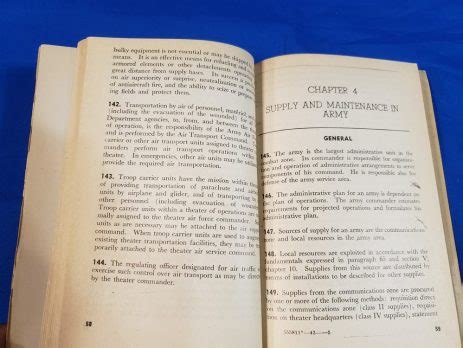 bulky equipment is not essential or may be shipped by
means. It is an effective means for refueling and
armored elements or other detachments operating
great distance from supply bases. Its success is
on air superiority or surprise, neutralization or
of antiaircraft fire, and the ability to seize or
ing fields and protect them.
142. Transportation by air of personnel, matériel,
(including the evacuation of the wounded) for
Department agencies, to, from, and between the
of operation, is the responsibility of the Army Air
and is performed by the Air Transport Command.
carrier or other air transport units assigned to
manders perform air transport operations within
theater. In emergencies, other air units may be
provide the required air transportation.
143. Troop carrier units have the mission within the
of providing transportation of parachute and
units by airplane and glider, and of transporting
other personnel (including evacuation of
Troop carrier units within a theater of operations are
ually assigned to the theater air force commander.
units as are necessary may be attached to the air
command. When troop carrier units are used to augment
existing theater transportation facilities, they may be
porarily attached to the air service command.
144. The regulating officer designated for air traffic
exercise such control over air transport as may be
by the theater commander.
CHAPTER 4
SUPPLY AND MAINTENANCE IN
ARMY
GENERAL
145. The army is the largest administrative unit in the
combat zone. Its commander is responsible for
tion and operation of administrative arrangements to serve
components of his command. He is also responsible for
defense of the army service area.
146. The administrative plan for an army is dependent on
the plan of operations. The army commander estimates
requirements for projected operations and formulates his
administrative plan.
147. Sources of supply for an army are the communications
zone and local resources in the army area.
148. Local resources are exploited in accordance with the
fundamentals expressed in paragraph 65 and section V,
chapter 10. Supplies from this source are distributed by
means of installations to be described for other supplies.
149. Supplies from the communications zone are procured
by one or more of the following methods: requisition direct
on the communications zone (class II supplies),
tion on theater headquarters (class IV supplies), statement